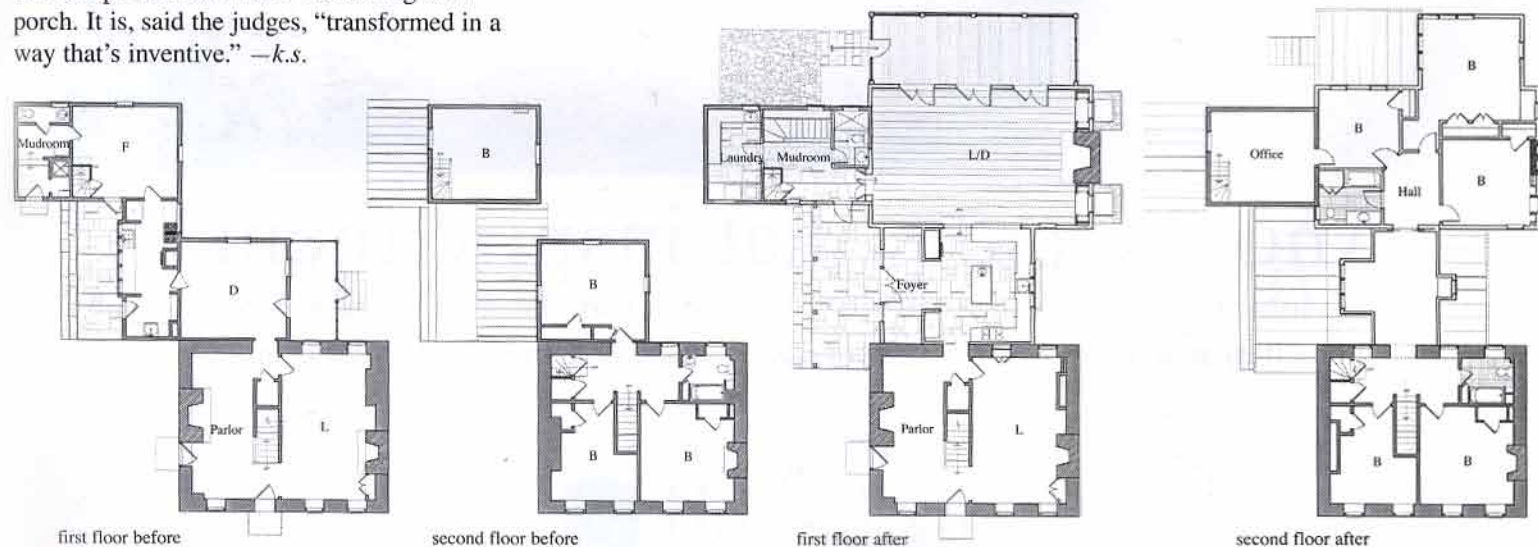 porch. It is, said the judges, “transformed in a
way that's inventive.” —k.s.
Mudroom
F
D
Parlor
L
first floor before
B
B
B
B
second floor before
Laundry
Mudroom
L/D
Foyer
Parlor
L
first floor after
B
B
Office
B
Hall
B
B
second floor after